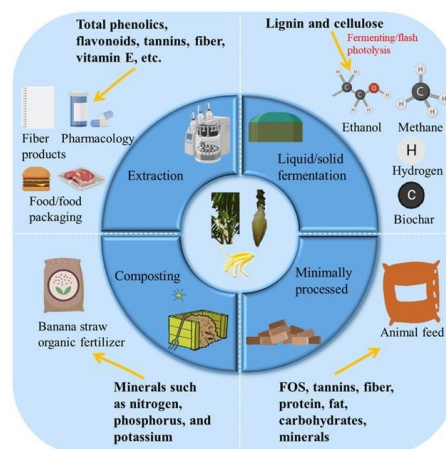 Total phenolics,
flavonoids, tannins, fiber,
vitamin E, etc.
Fiber
products
Pharmacology
Food/food
packaging
Extraction
Lignin and cellulose
Fermenting/flash
photolysis
H
H
H
H
H
H
H
H
H
H
C
Ethanol
Methane
H
Hydrogen
C
Biochar
Liquid/solid
fermentation
Composting
Banana straw
organic fertilizer
Minerals such
as nitrogen,
phosphorus, and
potassium
Minimally
processed
Animal feed
FOS, tannins, fiber,
protein, fat,
carbohydrates,
minerals